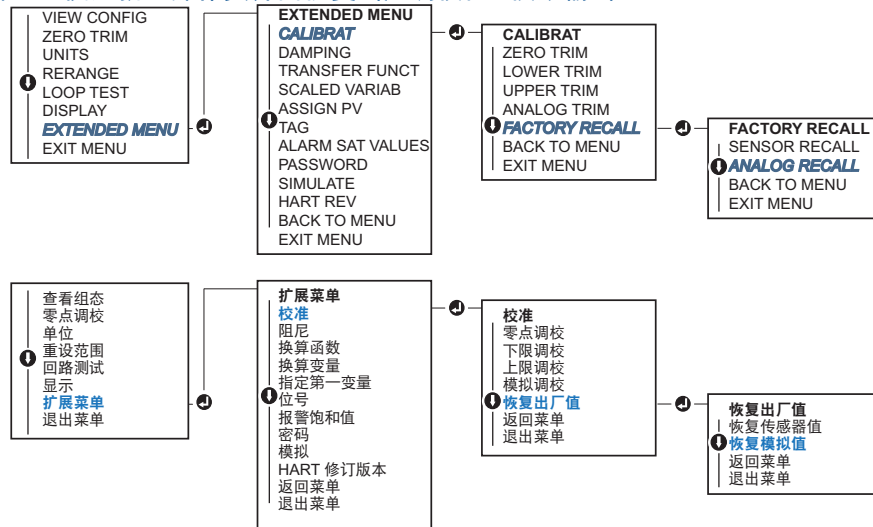 VIEW CONFIG
ZERO TRIM
UNITS
RERANGE
LOOP TEST
DISPLAY
EXTENDED MENU
EXIT MENU
EXTENDED MENU
CALIBRAT
DAMPING
TRANSFER FUNCT
SCALED VARIAB
ASSIGN PV
TAG
ALARM SAT VALUES
PASSWORD
SIMULATE
HART REV
BACK TO MENU
EXIT MENU
CALIBRAT
ZERO TRIM
LOWER TRIM
UPPER TRIM
ANALOG TRIM
FACTORY RECALL
BACK TO MENU
EXIT MENU
FACTORY RECALL
SENSOR RECALL
ANALOG RECALL
BACK TO MENU
EXIT MENU
查看组态
零点调校
单位
重设范围
回路测试
显示
扩展菜单
退出菜单
扩展菜单
校准
阻尼
换算函数
换算变量
指定第一变量
位号
报警饱和值
密码
模拟
HART 修订版本
返回菜单
退出菜单
校准
零点调校
下限调校
上限调校
模拟调校
恢复出厂值
返回菜单
退出菜单
恢复出厂值
恢复传感器值
恢复模拟值
返回菜单
退出菜单